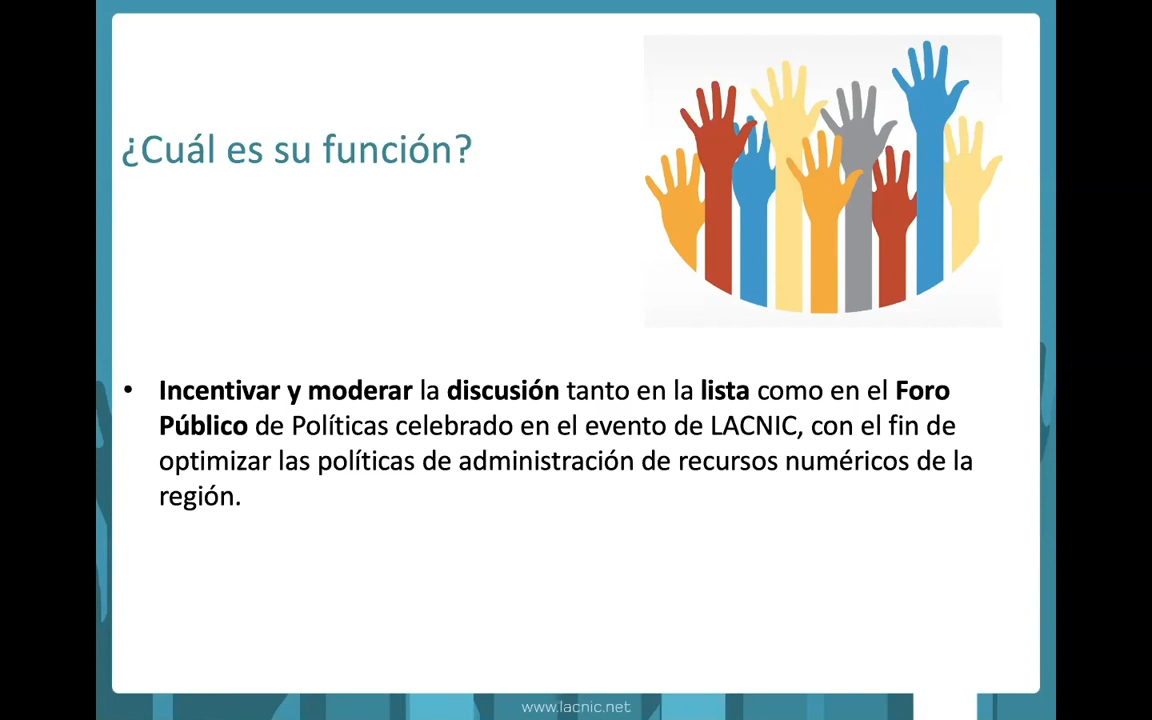 ¿Cuál es su función?
• Incentivar y moderar la discusión tanto en la lista como en el Foro
Público de Políticas celebrado en el evento de LACNIC, con el fin de
optimizar las políticas de administración de recursos numéricos de la
región.
www.lacnic.net